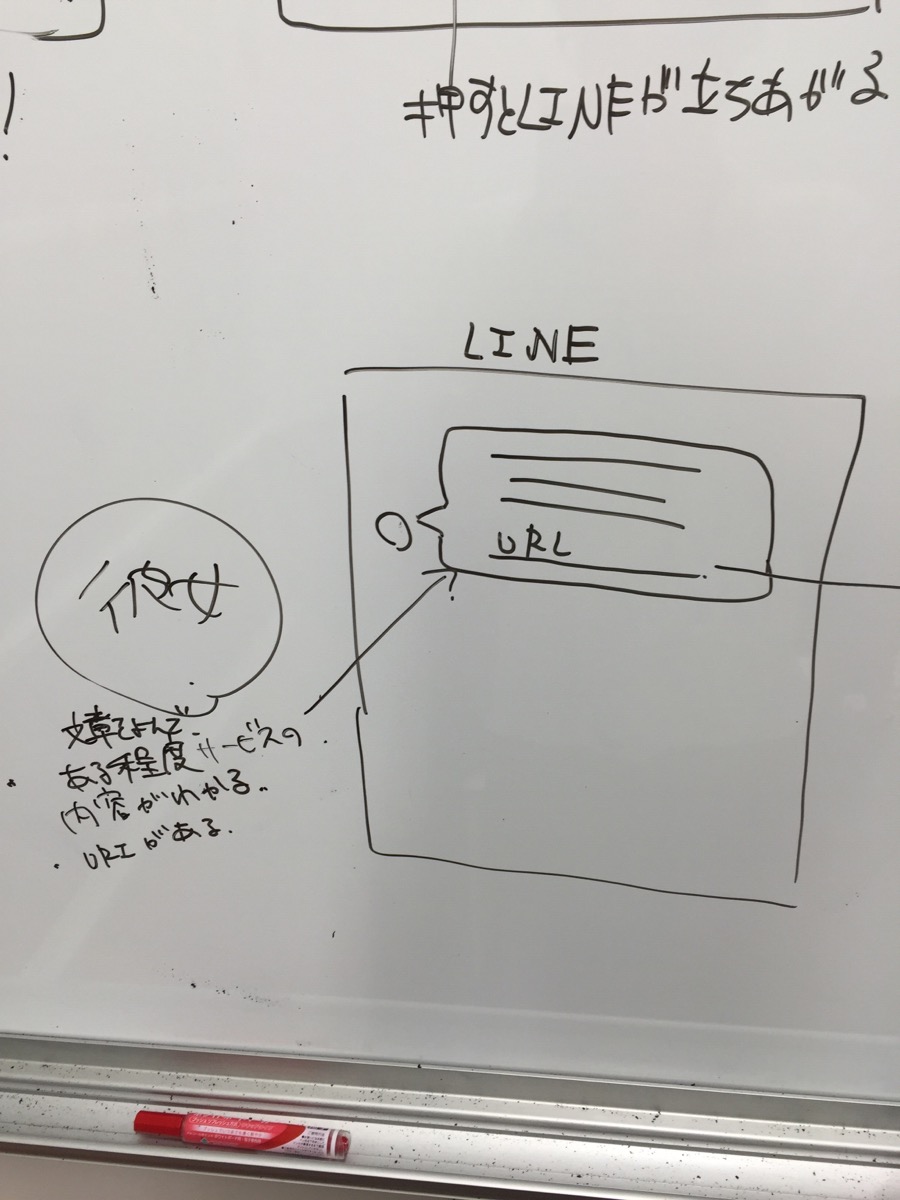 !
押すとLINEが立ちあがる
LINE
URL
?
彼女
文章をよんで
ある程度サービスの
内容がわかる。
・URIがある.